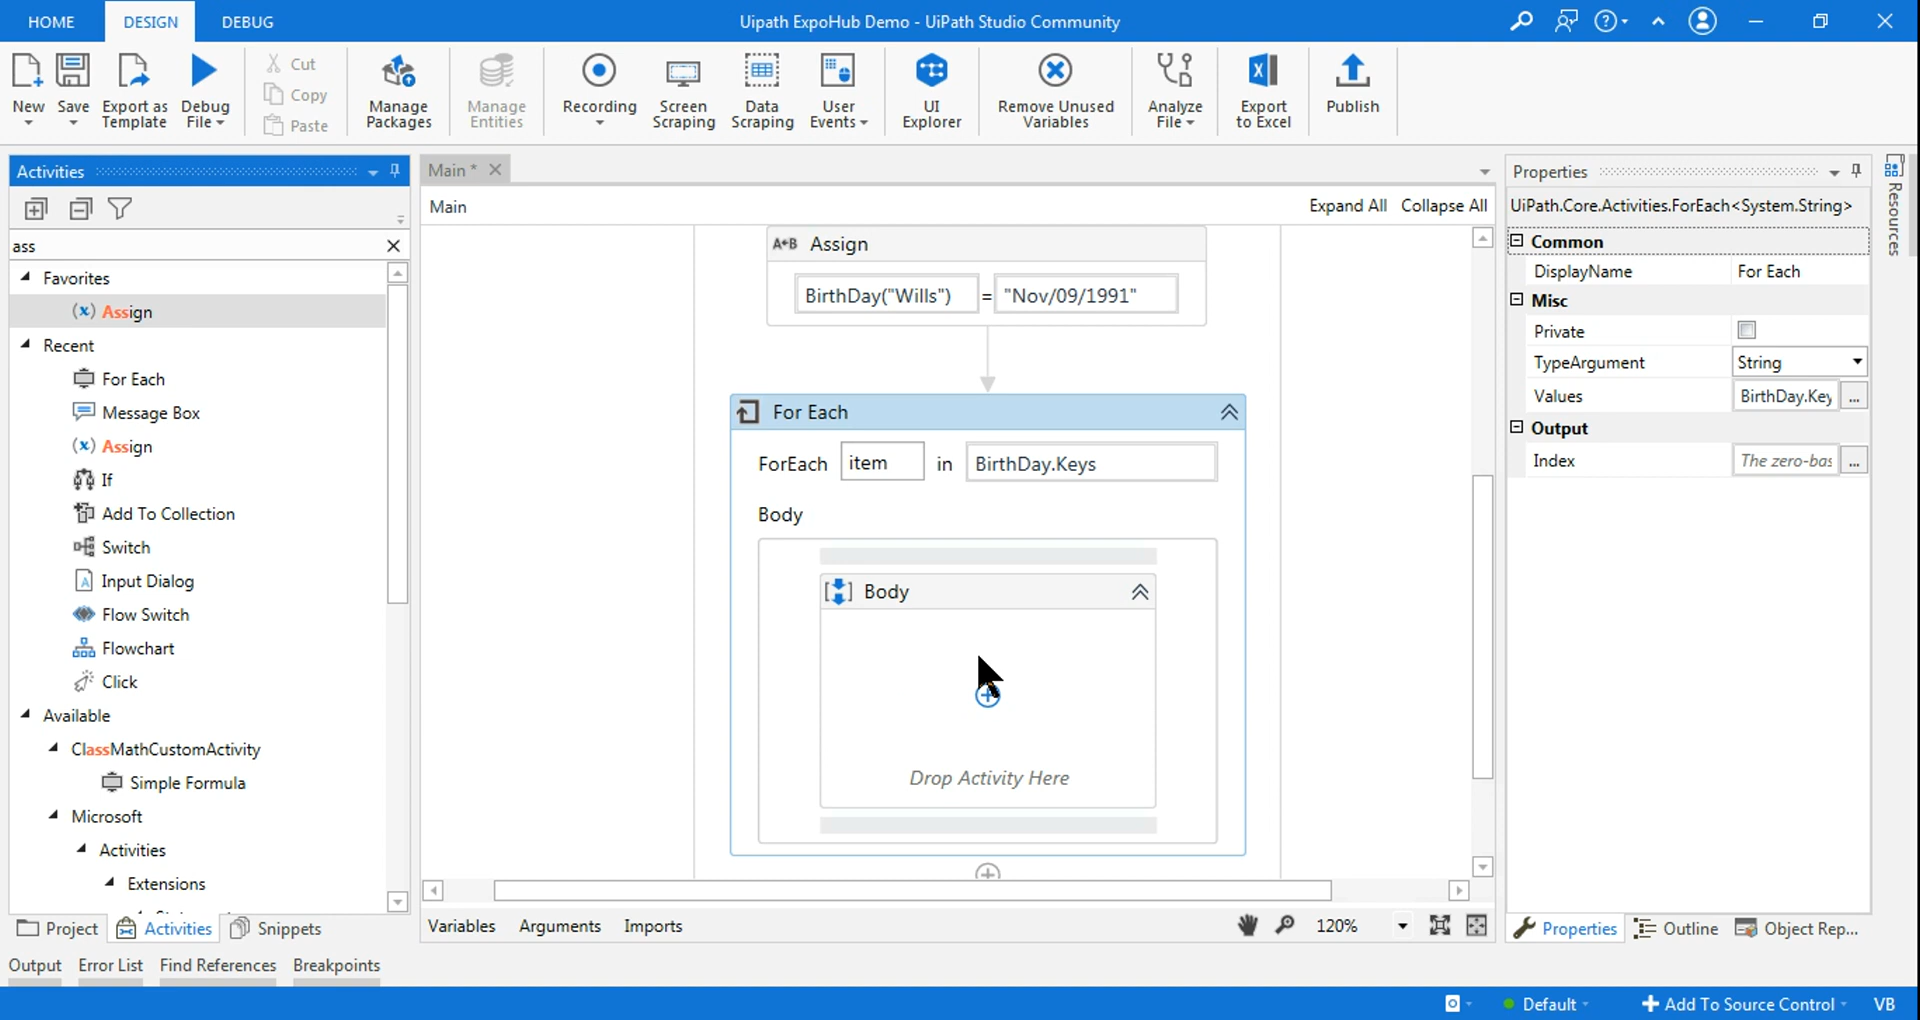 HOME DESIGN DEBUG Uipath ExpoHub Demo - UiPath Studio Community
New Save Export as Template Debug File Cut Copy Paste Manage Packages Manage Entities Recording Screen Scraping Data Scraping User Events UI Explorer Remove Unused Variables Analyze File Export to Excel Publish
Activities
ass
Favorites
Assign
Recent
For Each
Message Box
Assign
If
Add To Collection
Switch
Input Dialog
Flow Switch
Flowchart
Click
Available
ClassMathCustomActivity
Simple Formula
Microsoft
Activities
Extensions
Project Activities Snippets
Main *
Main Expand All Collapse All
A+B Assign
BirthDay("Wills") = "Nov/09/1991"
For Each
ForEach item in BirthDay.Keys
Body
Body
Drop Activity Here
Variables Arguments Imports 120%
Properties
UiPath.Core.Activities.ForEach<System.String>
Common
DisplayName For Each
Misc
Private
TypeArgument String
Values BirthDay.Key ...
Output
Index The zero-bas ...
Properties Outline Object Rep...
Resources
Output Error List Find References Breakpoints
Default Add To Source Control VB